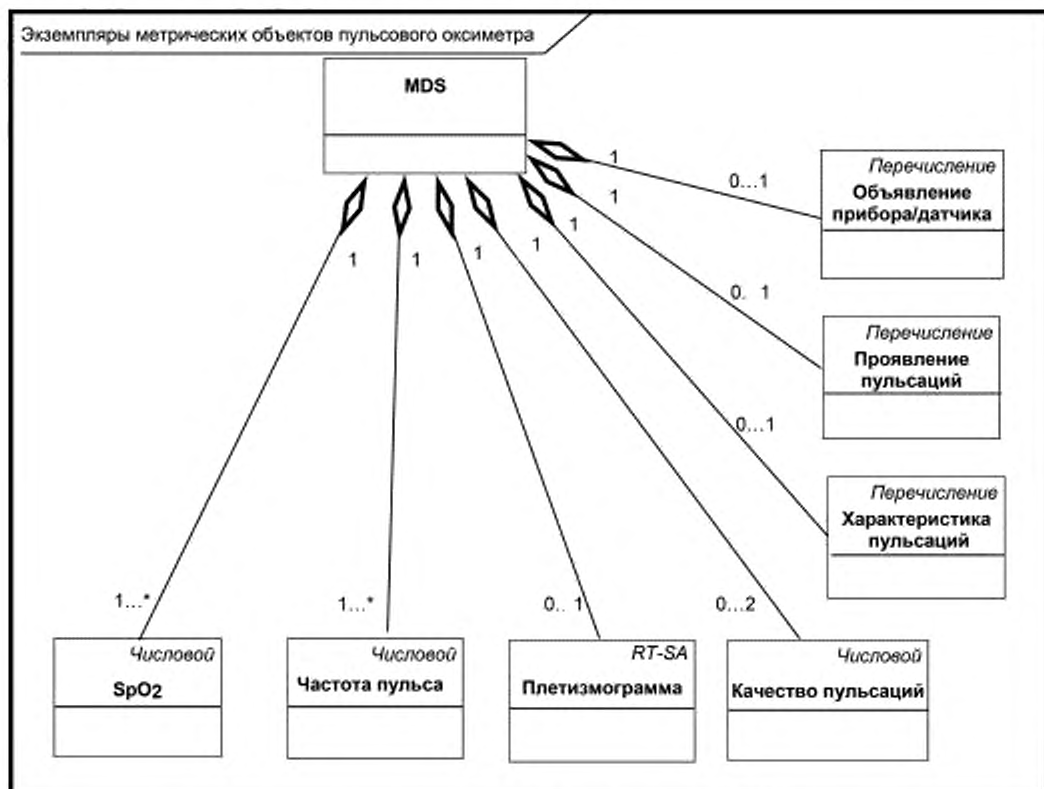 Экземпляры метрических объектов пульсового оксиметра
MDS
1
0...1
Перечисление
Объявление
прибора/датчика
1
0. 1
Перечисление
Проявление
пульсаций
1
0...1
Перечисление
Характеристика
пульсаций
1
1
1
1
1...*
1...*
0.. 1
0...2
Числовой
SpO2
Числовой
Частота пульса
RT-SA
Плетизмограмма
Числовой
Качество пульсаций